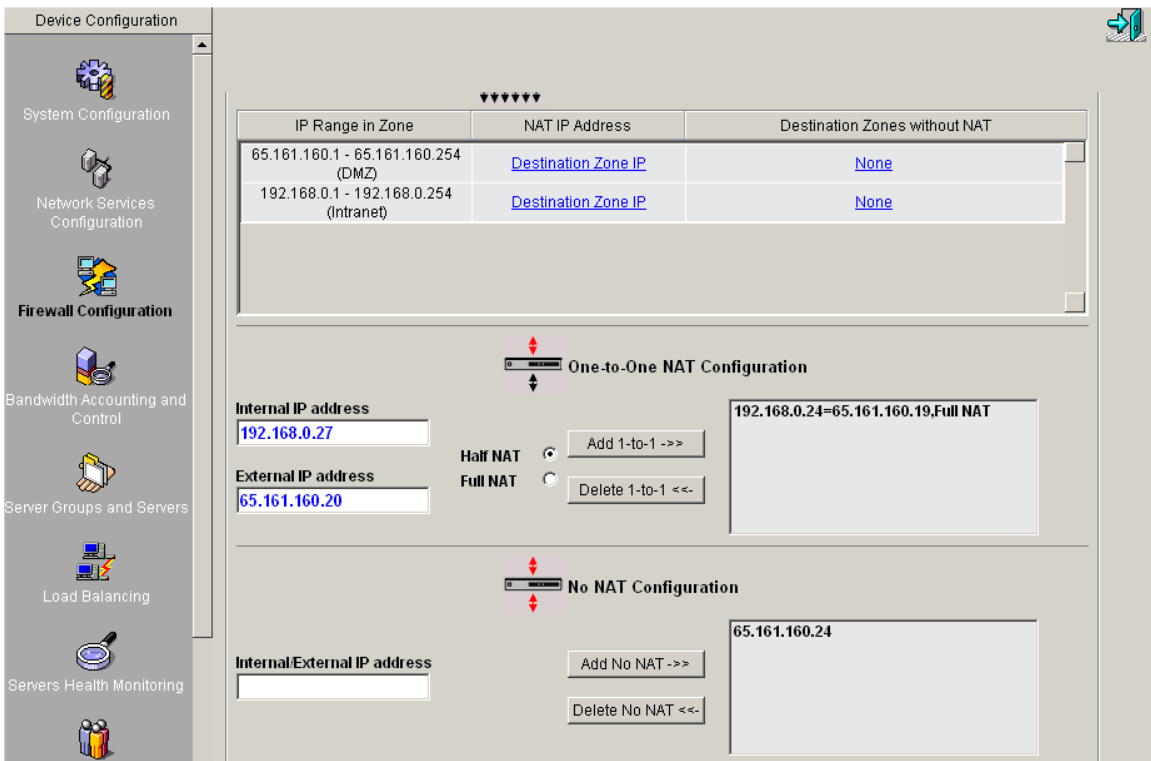 Device Configuration
System Configuration
Network Services
Configuration
Firewall Configuration
Bandwidth Accounting and
Control
Server Groups and Servers
Load Balancing
Servers Health Monitoring
IP Range in Zone
NAT IP Address
Destination Zones without NAT
65.161.160.1 - 65.161.160.254
(DMZ)
Destination Zone IP
None
192.168.0.1 - 192.168.0.254
(Intranet)
Destination Zone IP
None
One-to-One NAT Configuration
Internal IP address
192.168.0.27
External IP address
65.161.160.20
Half NAT
Full NAT
Add 1-to-1 ->>
Delete 1-to-1 <<-
192.168.0.24=65.161.160.19,Full NAT
No NAT Configuration
Internal/External IP address
Add No NAT ->>
Delete No NAT <<-
65.161.160.24